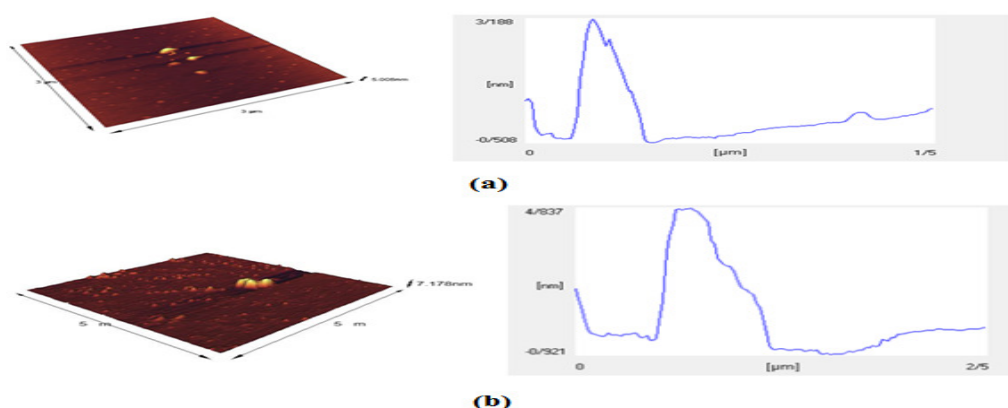 3/188
[nm]
-0/508
0 [µm] 1/5
5.008nm
3 µm
(a)
4/837
[nm]
-0/921
0 [µm] 2/5
7.178nm
5 m
5 m
(b)